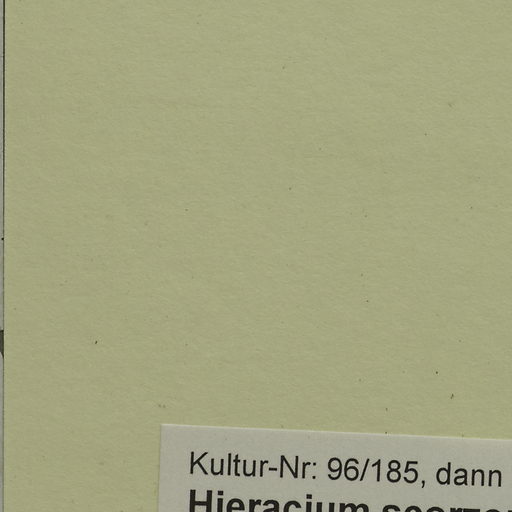 Kultur-Nr: 96/185, dann
Hieracium